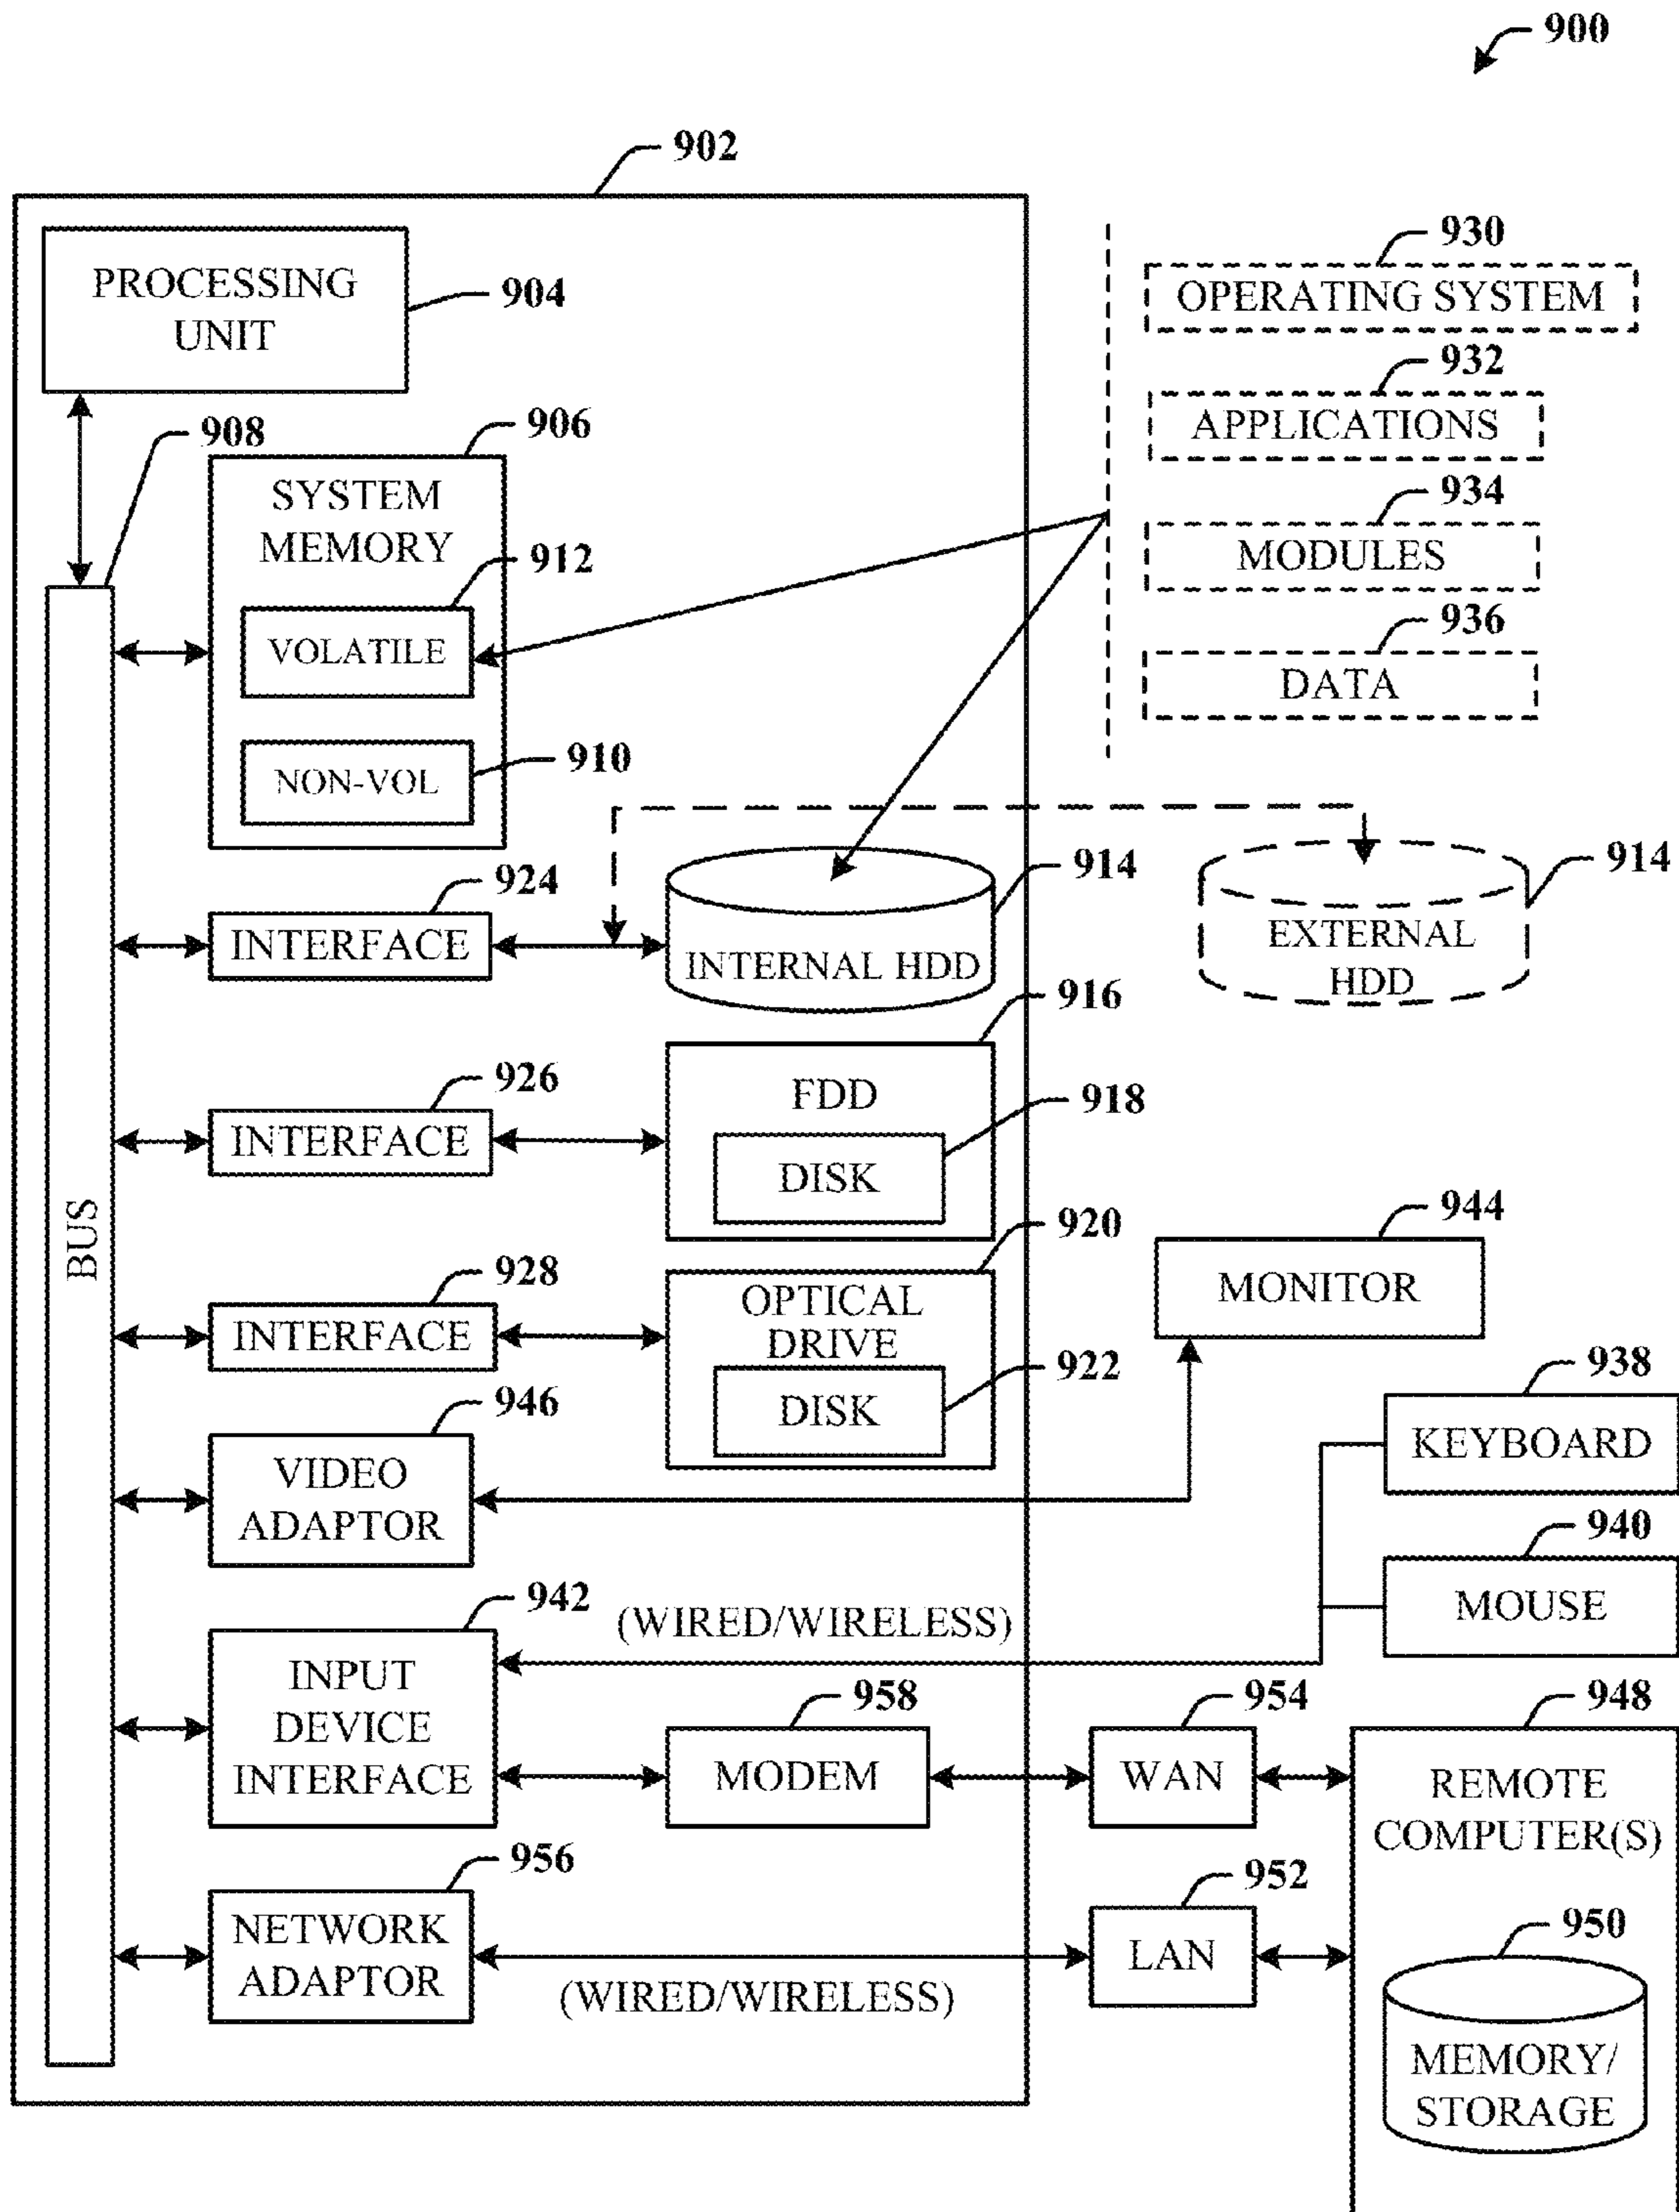 900
902
PROCESSING
UNIT
904
930
OPERATING SYSTEM
932
APPLICATIONS
934
MODULES
936
DATA
908
906
SYSTEM
MEMORY
912
VOLATILE
910
NON-VOL
924
INTERFACE
914
INTERNAL HDD
914
EXTERNAL
HDD
916
FDD
918
DISK
926
INTERFACE
BUS
920
OPTICAL
DRIVE
922
DISK
928
INTERFACE
944
MONITOR
946
VIDEO
ADAPTOR
938
KEYBOARD
940
MOUSE
942
INPUT
DEVICE
INTERFACE
(WIRED/WIRELESS)
958
MODEM
954
WAN
948
REMOTE
COMPUTER(S)
956
NETWORK
ADAPTOR
(WIRED/WIRELESS)
952
LAN
950
MEMORY/
STORAGE